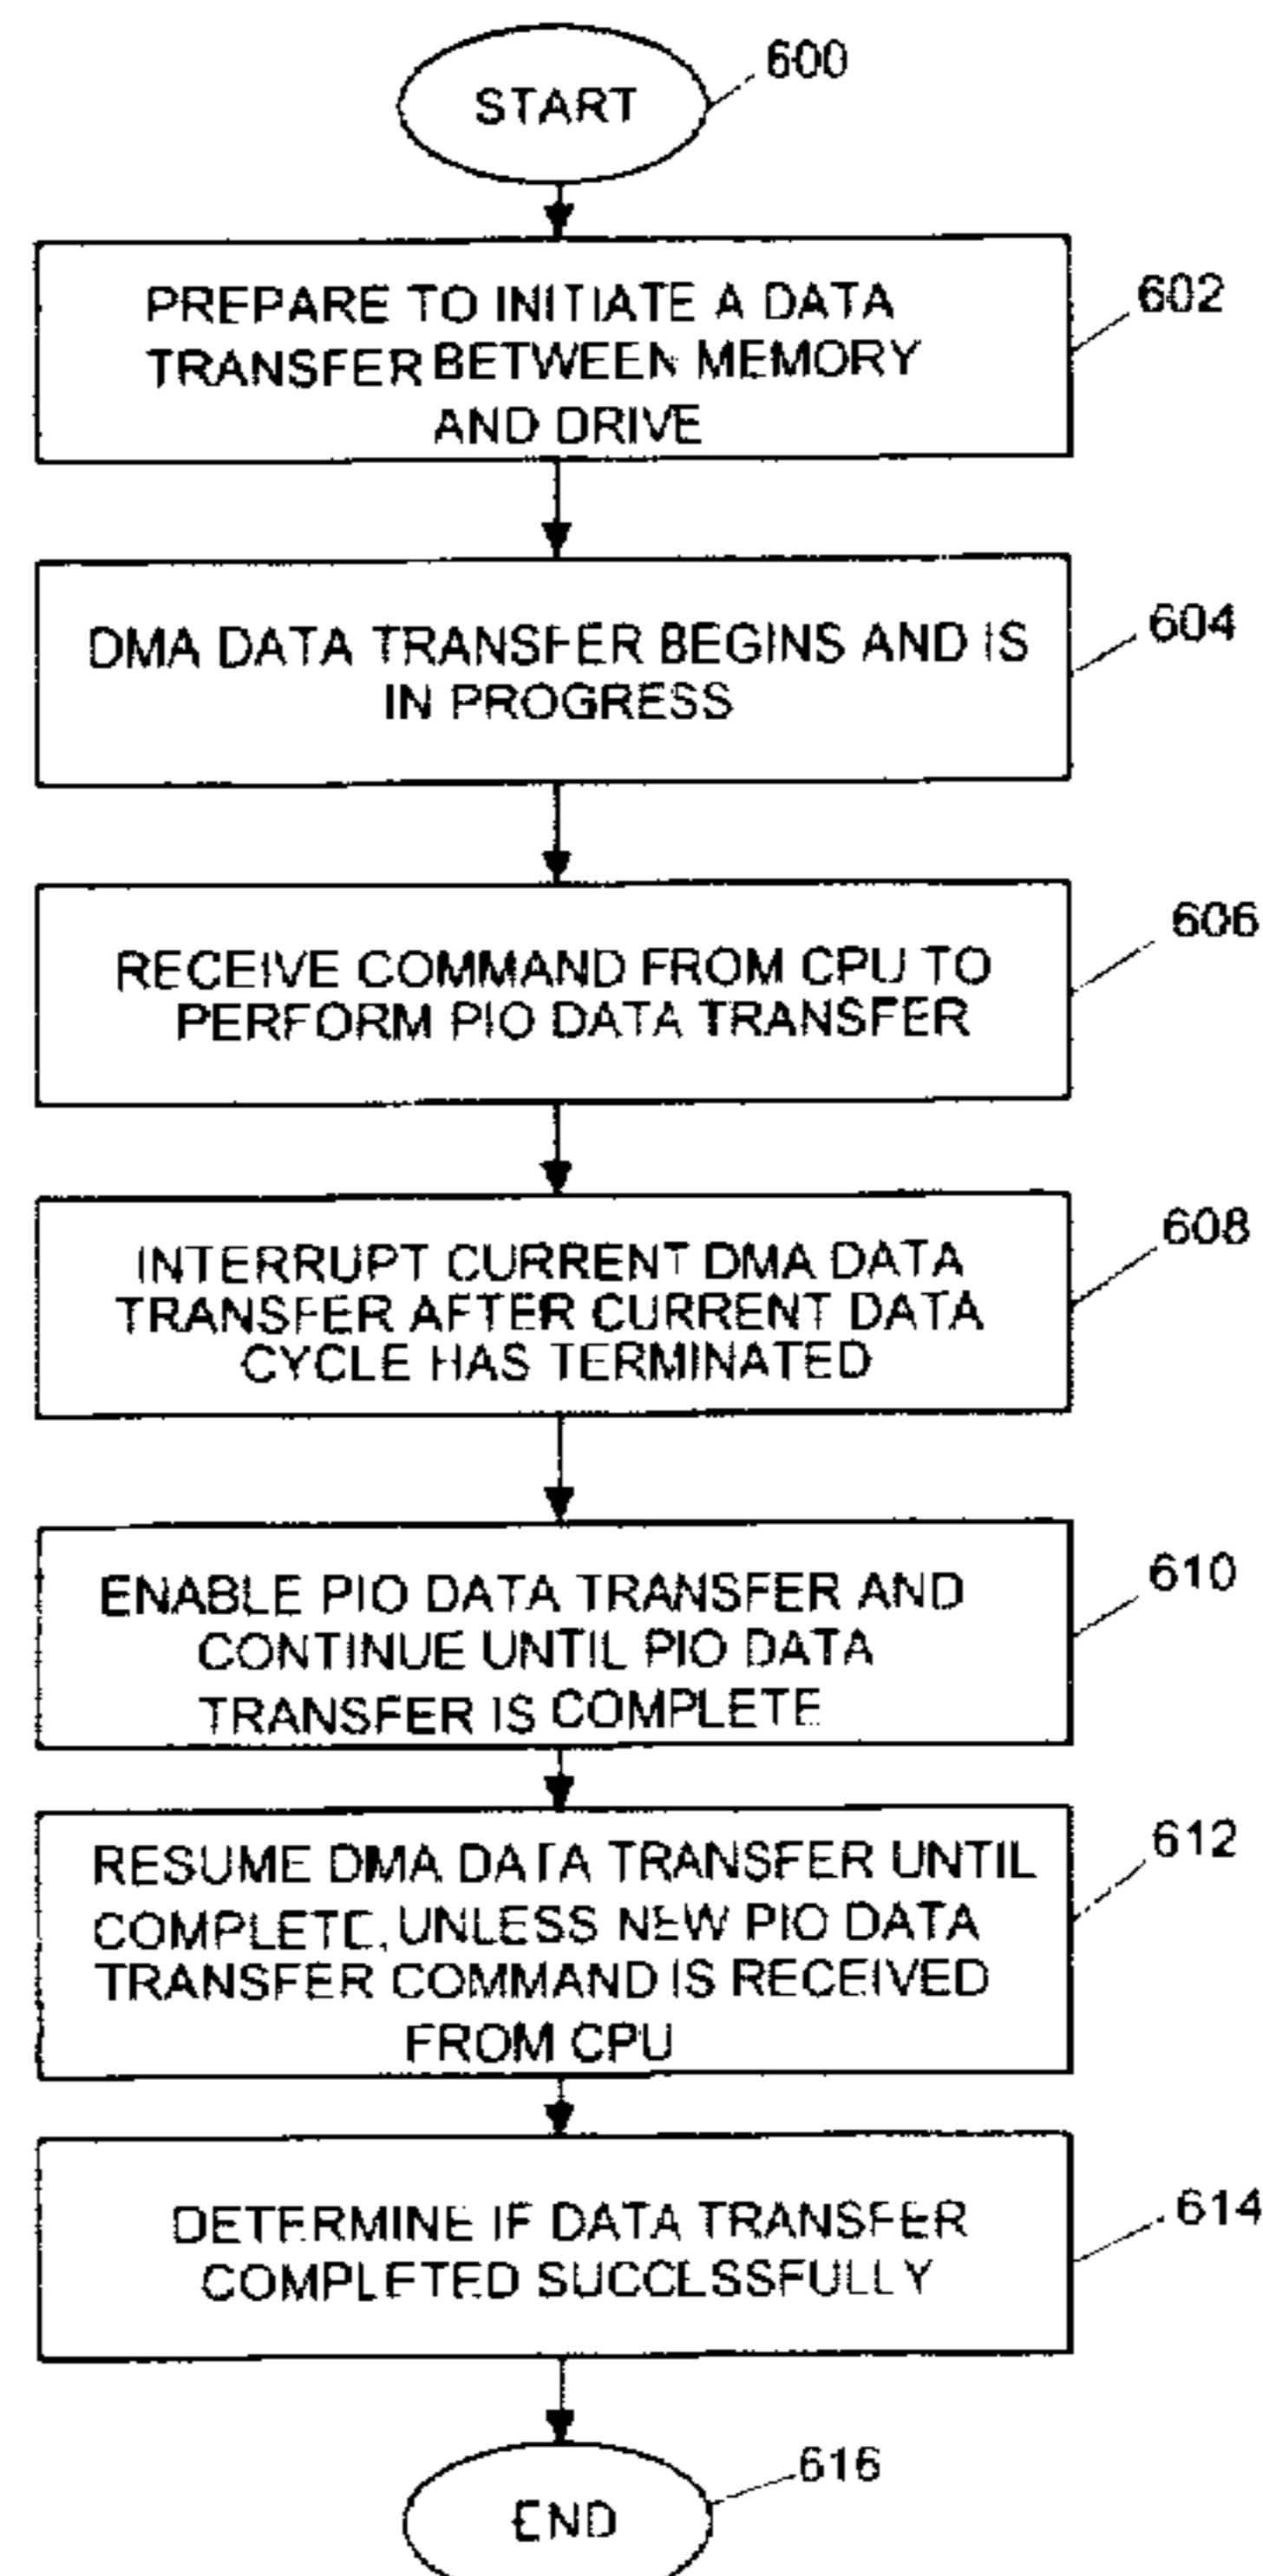 START
600
PREPARE TO INITIATE A DATA
TRANSFER BETWEEN MEMORY
AND DRIVE
602
DMA DATA TRANSFER BEGINS AND IS
IN PROGRESS
604
RECEIVE COMMAND FROM CPU TO
PERFORM PIO DATA TRANSFER
606
INTERRUPT CURRENT DMA DATA
TRANSFER AFTER CURRENT DATA
CYCLE HAS TERMINATED
608
ENABLE PIO DATA TRANSFER AND
CONTINUE UNTIL PIO DATA
TRANSFER IS COMPLETE
610
RESUME DMA DATA TRANSFER UNTIL
COMPLETE, UNLESS NEW PIO DATA
TRANSFER COMMAND IS RECEIVED
FROM CPU
612
DETERMINE IF DATA TRANSFER
COMPLETED SUCCESSFULLY
614
END
616